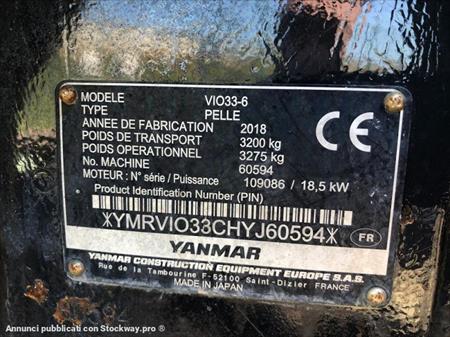 MODELE VIO33-6
TYPE PELLE
ANNEE DE FABRICATION 2018
POIDS DE TRANSPORT 3200 kg
POIDS OPERATIONNEL 3275 kg
No. MACHINE 60594
MOTEUR : N° série / Puissance 109086 / 18,5 kW
Product Identification Number (PIN)
CE
*YMRVIO33CHYJ60594*
FR
YANMAR
YANMAR CONSTRUCTION EQUIPMENT EUROPE S.A.S.
Rue de la Tambourine F-52100 Saint-Dizier FRANCE
MADE IN JAPAN
Annunci pubblicati con Stockway.pro ®